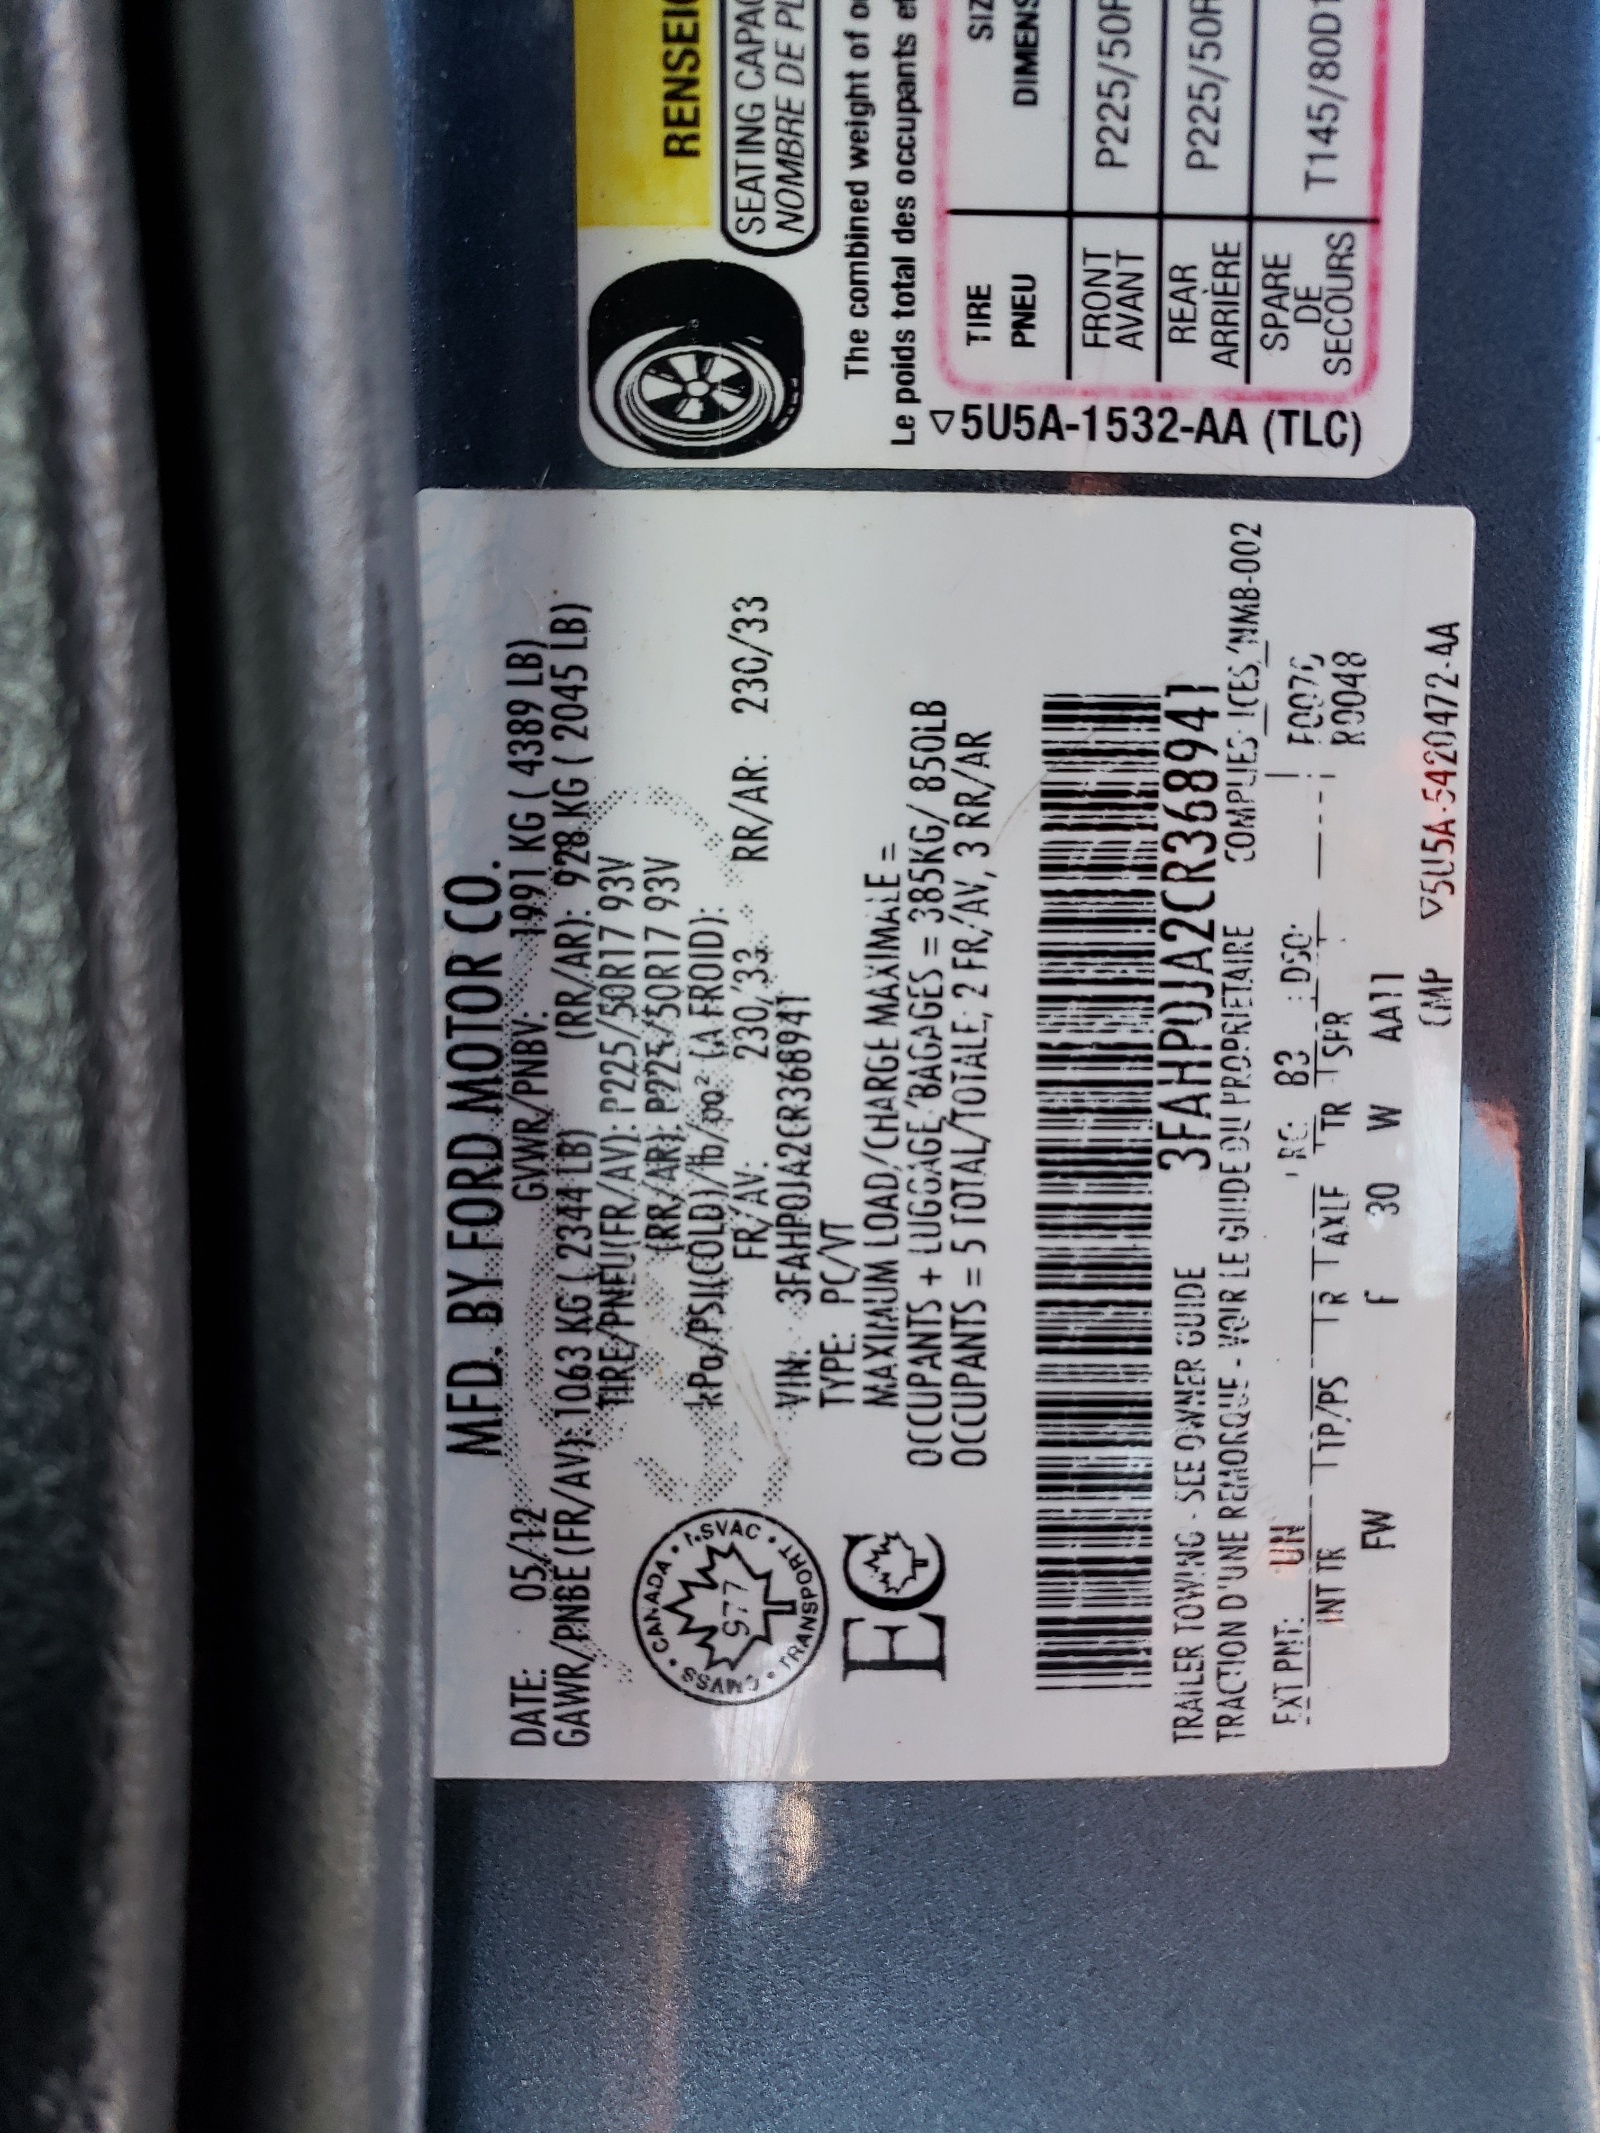 MFD. BY FORD MOTOR CO.
DATE: 05/12 GVWR/PNBV: 1991 KG ( 4389 LB)
GAWR/PNBE (FR/AV): 1063 KG ( 2344 LB) (RR/AR): 928 KG ( 2045 LB)
TIRE/PNEU(FR/AV): P225/50R17 93V
(RR/AR): P225/50R17 93V
kPa/PSI(COLD)/lb/po² (A FROID):
FR/AV: 230/33 RR/AR: 230/33
VIN: 3FAHP0JA2CR368941
TYPE: PC/VT
MAXIMUM LOAD/CHARGE MAXIMALE =
OCCUPANTS + LUGGAGE/BAGAGES = 385KG/ 850LB
OCCUPANTS = 5 TOTAL/TOTALE, 2 FR/AV, 3 RR/AR
CANADA • NSVAC • TRANSPORT • CMVSS •
977
EC
3FAHP0JA2CR368941
TRAILER TOWING - SEE OWNER GUIDE
TRACTION D'UNE REMORQUE - VOIR LE GUIDE DU PROPRIETAIRE COMPLIES ICES/NMB-002
EXT PNT: UN RC: B3 DSO:
INT TR TP/PS R AXLE TR SPR R0048
FW F 30 W AA11
CMP ▽5U5A-5420472-AA
RENSEI
SEATING CAPAC
NOMBRE DE PL
The combined weight of oc
Le poids total des occupants et
TIRE SIZ
PNEU DIMENS
FRONT P225/50R
AVANT
REAR P225/50R
ARRIÈRE
SPARE T145/80D1
DE
SECOURS
▽5U5A-1532-AA (TLC)